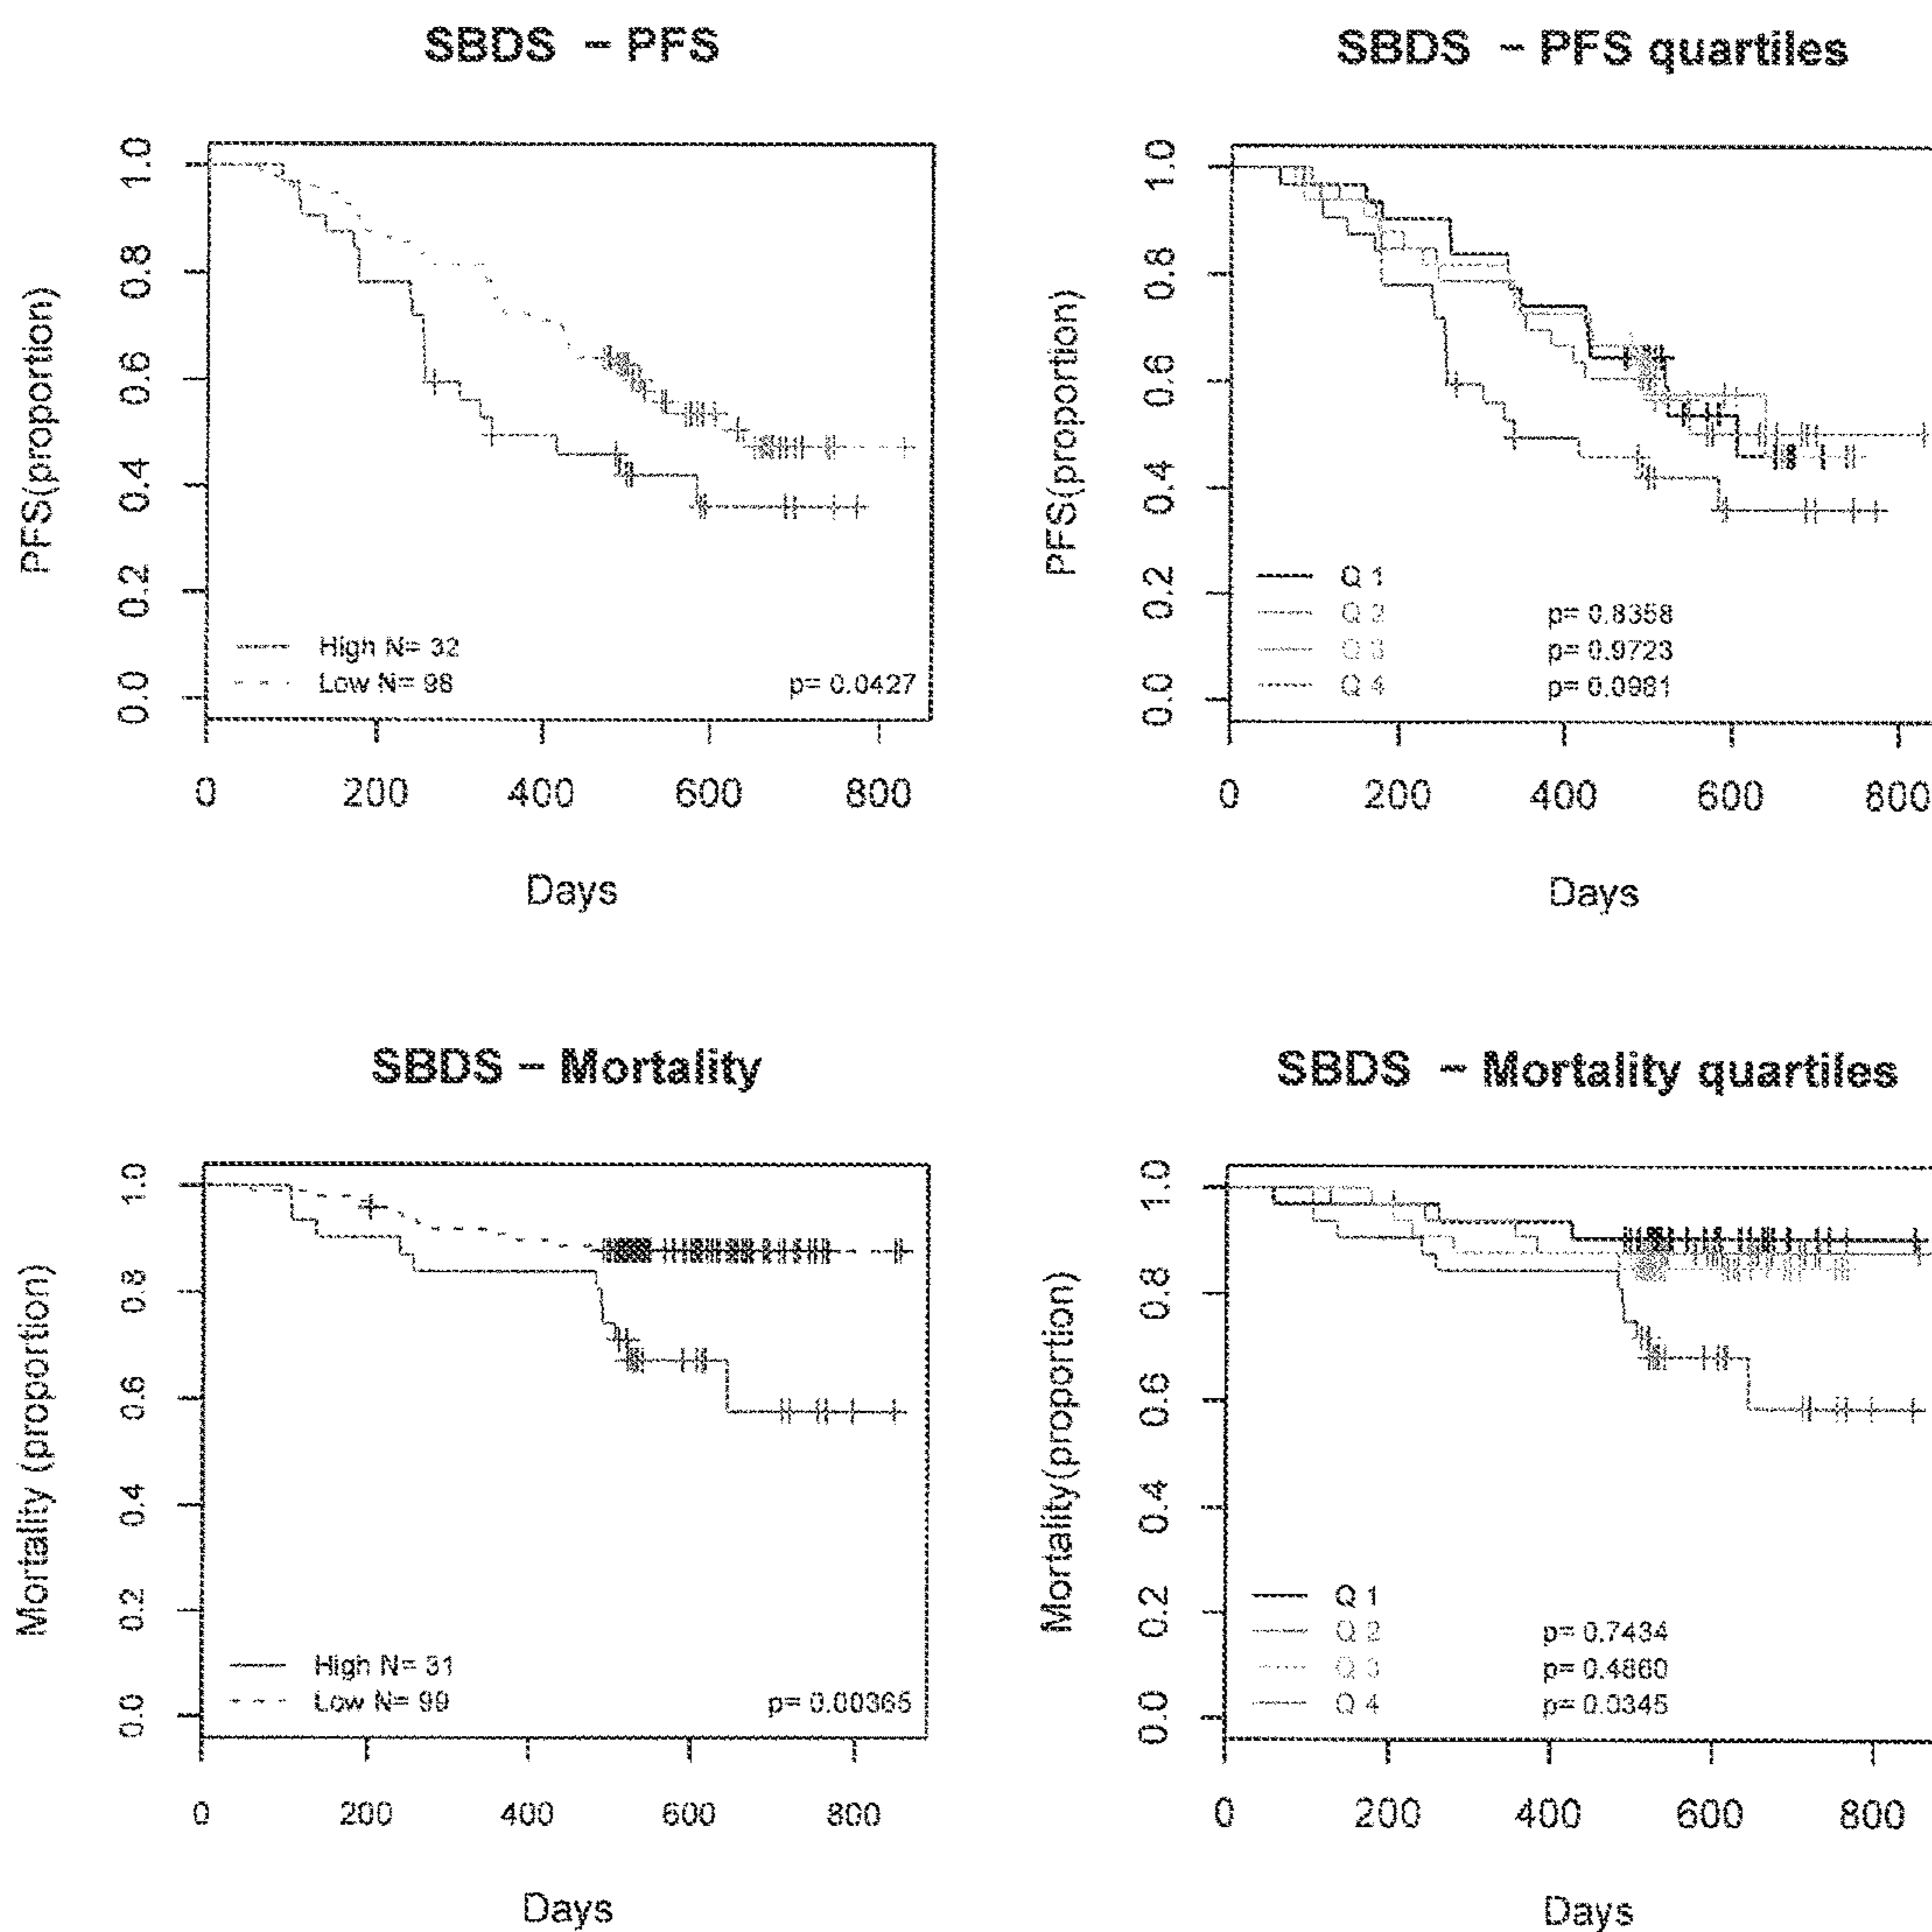 SBDS – PFS
PFS(proportion)
1.0
0.8
0.6
0.4
0.2
0.0
High N= 32
Low N= 98
p= 0.0427
0 200 400 600 800
Days
SBDS – PFS quartiles
PFS(proportion)
1.0
0.8
0.6
0.4
0.2
0.0
Q 1
Q 2 p= 0.8358
Q 3 p= 0.9723
Q 4 p= 0.0981
0 200 400 600 800
Days
SBDS – Mortality
Mortality (proportion)
1.0
0.8
0.6
0.4
0.2
0.0
High N= 31
Low N= 99
p= 0.00365
0 200 400 600 800
Days
SBDS – Mortality quartiles
Mortality(proportion)
1.0
0.8
0.6
0.4
0.2
0.0
Q 1
Q 2 p= 0.7434
Q 3 p= 0.4860
Q 4 p= 0.0345
0 200 400 600 800
Days